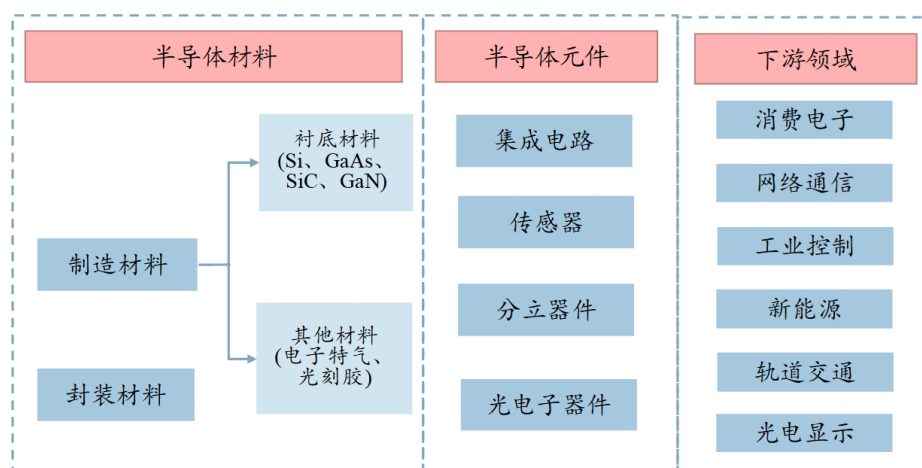 半导体材料
衬底材料
(Si、GaAs、
SiC、GaN)
制造材料
其他材料
(电子特气、
光刻胶)
封装材料
半导体元件
集成电路
传感器
分立器件
光电子器件
下游领域
消费电子
网络通信
工业控制
新能源
轨道交通
光电显示